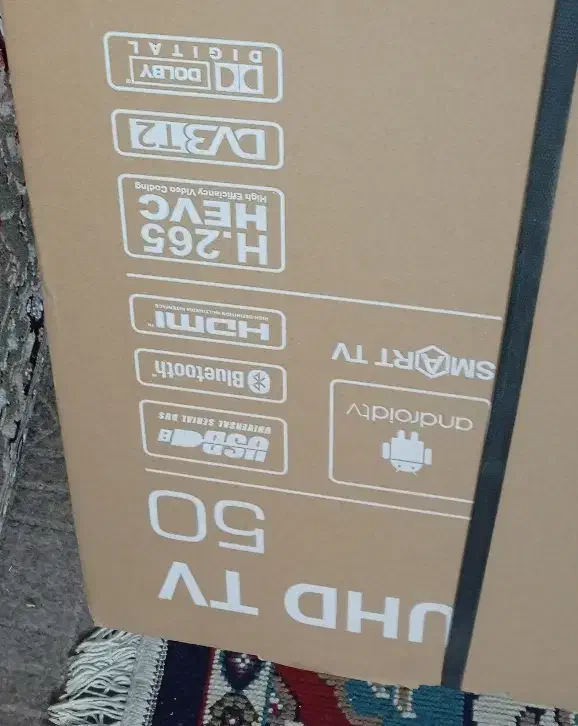 UHD TV
50
USB
UNIVERSAL SERIAL BUS
Bluetooth
HDMI™
HIGH-DEFINITION MULTIMEDIA INTERFACE
androidtv
SMART TV
H.265
HEVC
High Efficiency Video Coding
DVB T2
DOLBY
DIGITAL